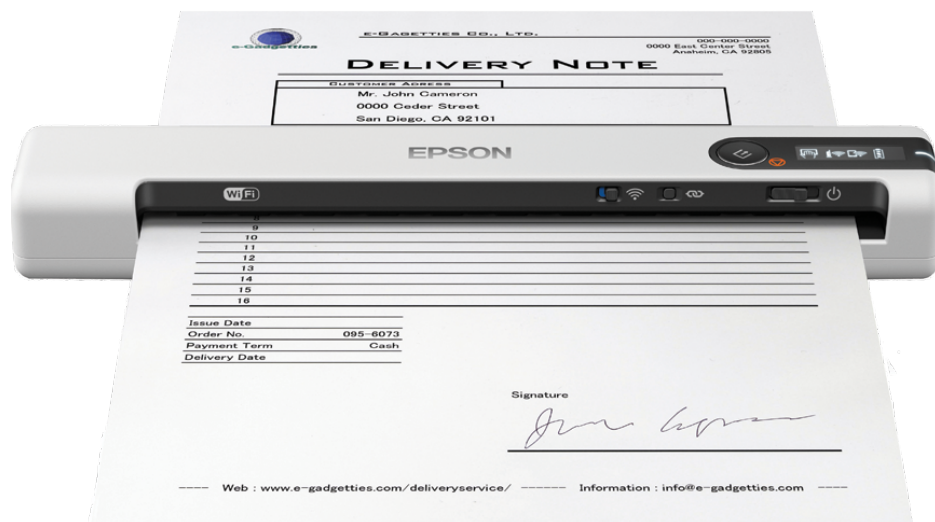 e-Gadgetties
E-GAGETTIES CO., LTD.
000-000-0000
0000 East Center Street
Anaheim, CA 92805
DELIVERY NOTE
CUSTOMER ADRESS
Mr. John Cameron
0000 Ceder Street
San Diego, CA 92101
EPSON
WiFi
8
9
10
11
12
13
14
15
16
Issue Date
Order No. 095-6073
Payment Term Cash
Delivery Date
Signature
Web : www.e-gadgetties.com/deliveryservice/ Information : info@e-gadgetties.com